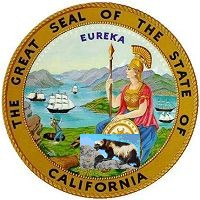 THE GREAT SEAL OF THE STATE OF CALIFORNIA
EUREKA